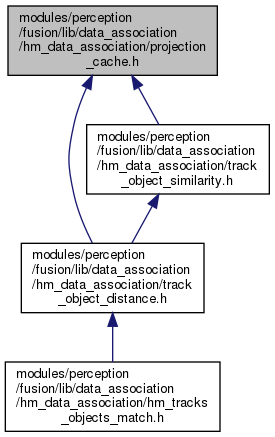 modules/perception
/fusion/lib/data_association
/hm_data_association/projection
_cache.h
modules/perception
/fusion/lib/data_association
/hm_data_association/track
_object_similarity.h
modules/perception
/fusion/lib/data_association
/hm_data_association/track
_object_distance.h
modules/perception
/fusion/lib/data_association
/hm_data_association/hm_tracks
_objects_match.h